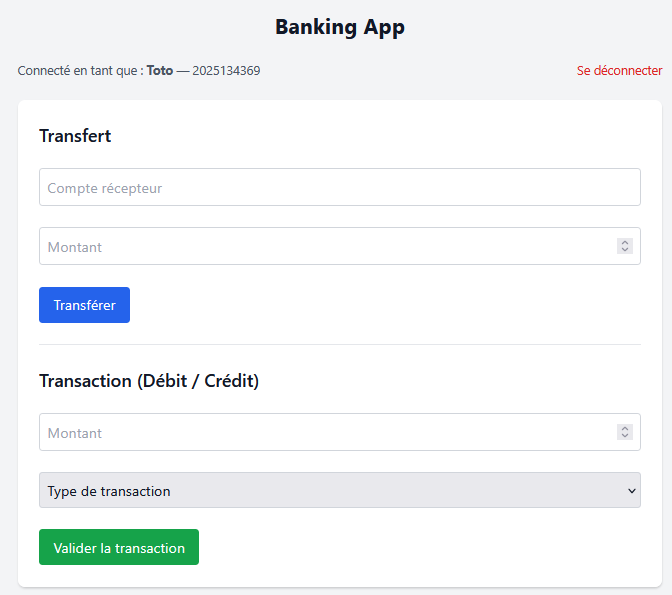 Banking App
Connecté en tant que : Toto — 2025134369
Se déconnecter
Transfert
Compte récepteur
Montant
Transférer
Transaction (Débit / Crédit)
Montant
Type de transaction
Valider la transaction